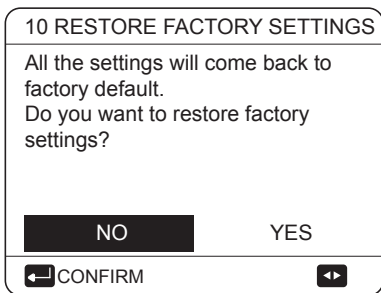 10 RESTORE FACTORY SETTINGS
All the settings will come back to
factory default.
Do you want to restore factory
settings?
NO YES
CONFIRM